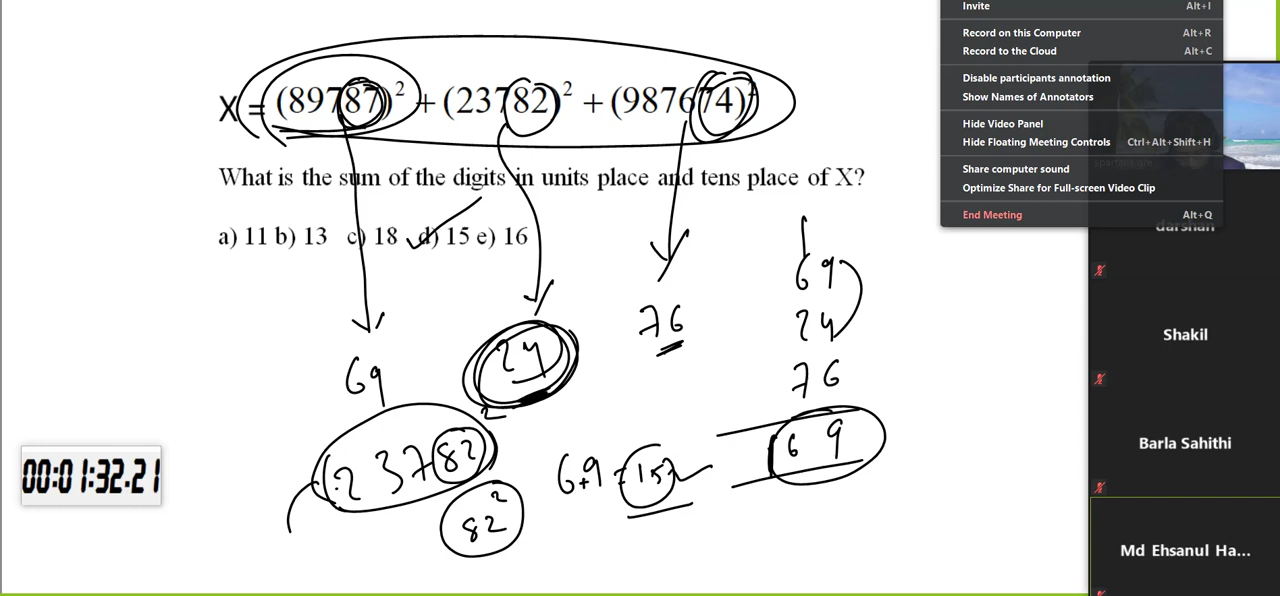 Invite Alt+I
Record on this Computer Alt+R
Record to the Cloud Alt+C
Disable participants annotation
Show Names of Annotators
Hide Video Panel
Hide Floating Meeting Controls Ctrl+Alt+Shift+H
Share computer sound
Optimize Share for Full-screen Video Clip
End Meeting Alt+Q
X = (89787)² + (23782)² + (987674)²
What is the sum of the digits in units place and tens place of X?
a) 11 b) 13 c) 18 d) 15 e) 16
darshan
Shakil
Barla Sahithi
Md Ehsanul Ha...
69
24
76
69
24
76
69
(23782)²
82²
6+9=15
00:01:32.21